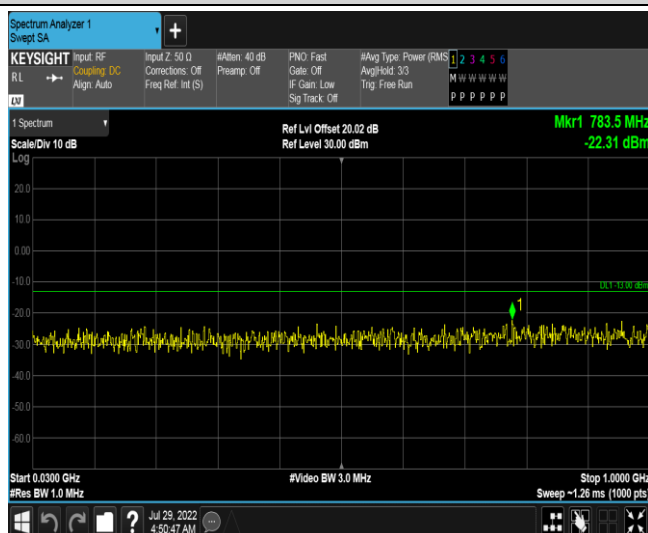 Spectrum Analyzer 1
Swept SA
+
KEYSIGHT
RL
LXI
Input: RF
Coupling: DC
Align: Auto
Input Z: 50 Ω
Corrections: Off
Freq Ref: Int (S)
#Atten: 40 dB
Preamp: Off
PNO: Fast
Gate: Off
IF Gain: Low
Sig Track: Off
#Avg Type: Power (RMS
Avg|Hold: 3/3
Trig: Free Run
1 2 3 4 5 6
M W W W W W
P P P P P P
1 Spectrum
Scale/Div 10 dB
Log
Ref Lvl Offset 20.02 dB
Ref Level 30.00 dBm
Mkr1 783.5 MHz
-22.31 dBm
20.0
10.0
0.00
-10.0
DL1 -13.00 dBm
1
-20.0
-30.0
-40.0
-50.0
-60.0
Start 0.0300 GHz
#Res BW 1.0 MHz
#Video BW 3.0 MHz
Stop 1.0000 GHz
Sweep ~1.26 ms (1000 pts)
?
Jul 29, 2022
4:50:47 AM